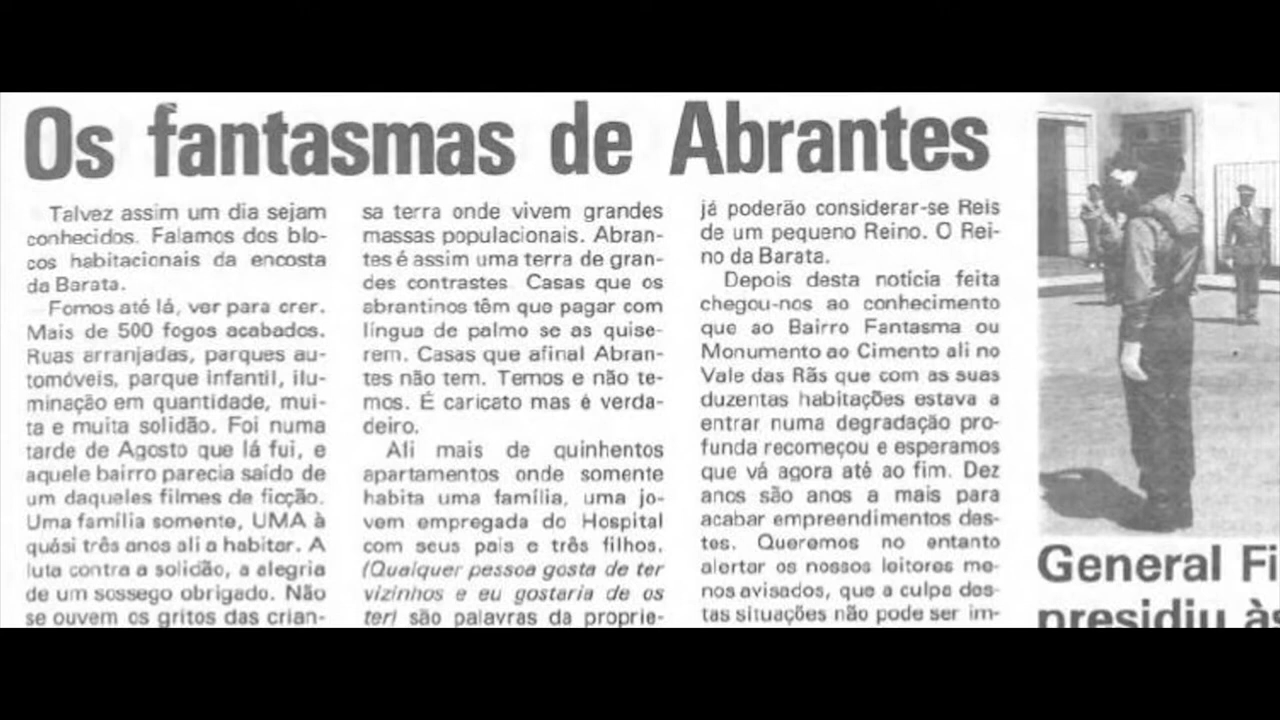 Os fantasmas de Abrantes
Talvez assim um dia sejam
conhecidos. Falamos dos blo-
cos habitacionais da encosta
da Barata.
Fomos até lá, ver para crer.
Mais de 500 fogos acabados.
Ruas arranjadas, parques au-
tomóveis, parque infantil, ilu-
minação em quantidade, mui-
ta e muita solidão. Foi numa
tarde de Agosto que lá fui, e
aquele bairro parecia saído de
um daqueles filmes de ficção.
Uma família somente, UMA à
quási três anos ali a habitar. A
luta contra a solidão, a alegria
de um sossego obrigado. Não
se ouvem os gritos das crian-
sa terra onde vivem grandes
massas populacionais. Abran-
tes é assim uma terra de gran-
des contrastes. Casas que os
abrantinos têm que pagar com
língua de palmo se as quise-
rem. Casas que afinal Abran-
tes não tem. Temos e não te-
mos. É caricato mas é verda-
deiro.
Ali mais de quinhentos
apartamentos onde somente
habita uma família, uma jo-
vem empregada do Hospital
com seus pais e três filhos.
(Qualquer pessoa gosta de ter
vizinhos e eu gostaria de os
ter) são palavras da proprie-
já poderão considerar-se Reis
de um pequeno Reino. O Rei-
no da Barata.
Depois desta notícia feita
chegou-nos ao conhecimento
que ao Bairro Fantasma ou
Monumento ao Cimento ali no
Vale das Rãs que com as suas
duzentas habitações estava a
entrar numa degradação pro-
funda recomeçou e esperamos
que vá agora até ao fim. Dez
anos são anos a mais para
acabar empreendimentos des-
tes. Queremos no entanto
alertar os nossos leitores me-
nos avisados, que a culpa des-
tas situações não pode ser im-
General Fi
presidiu às